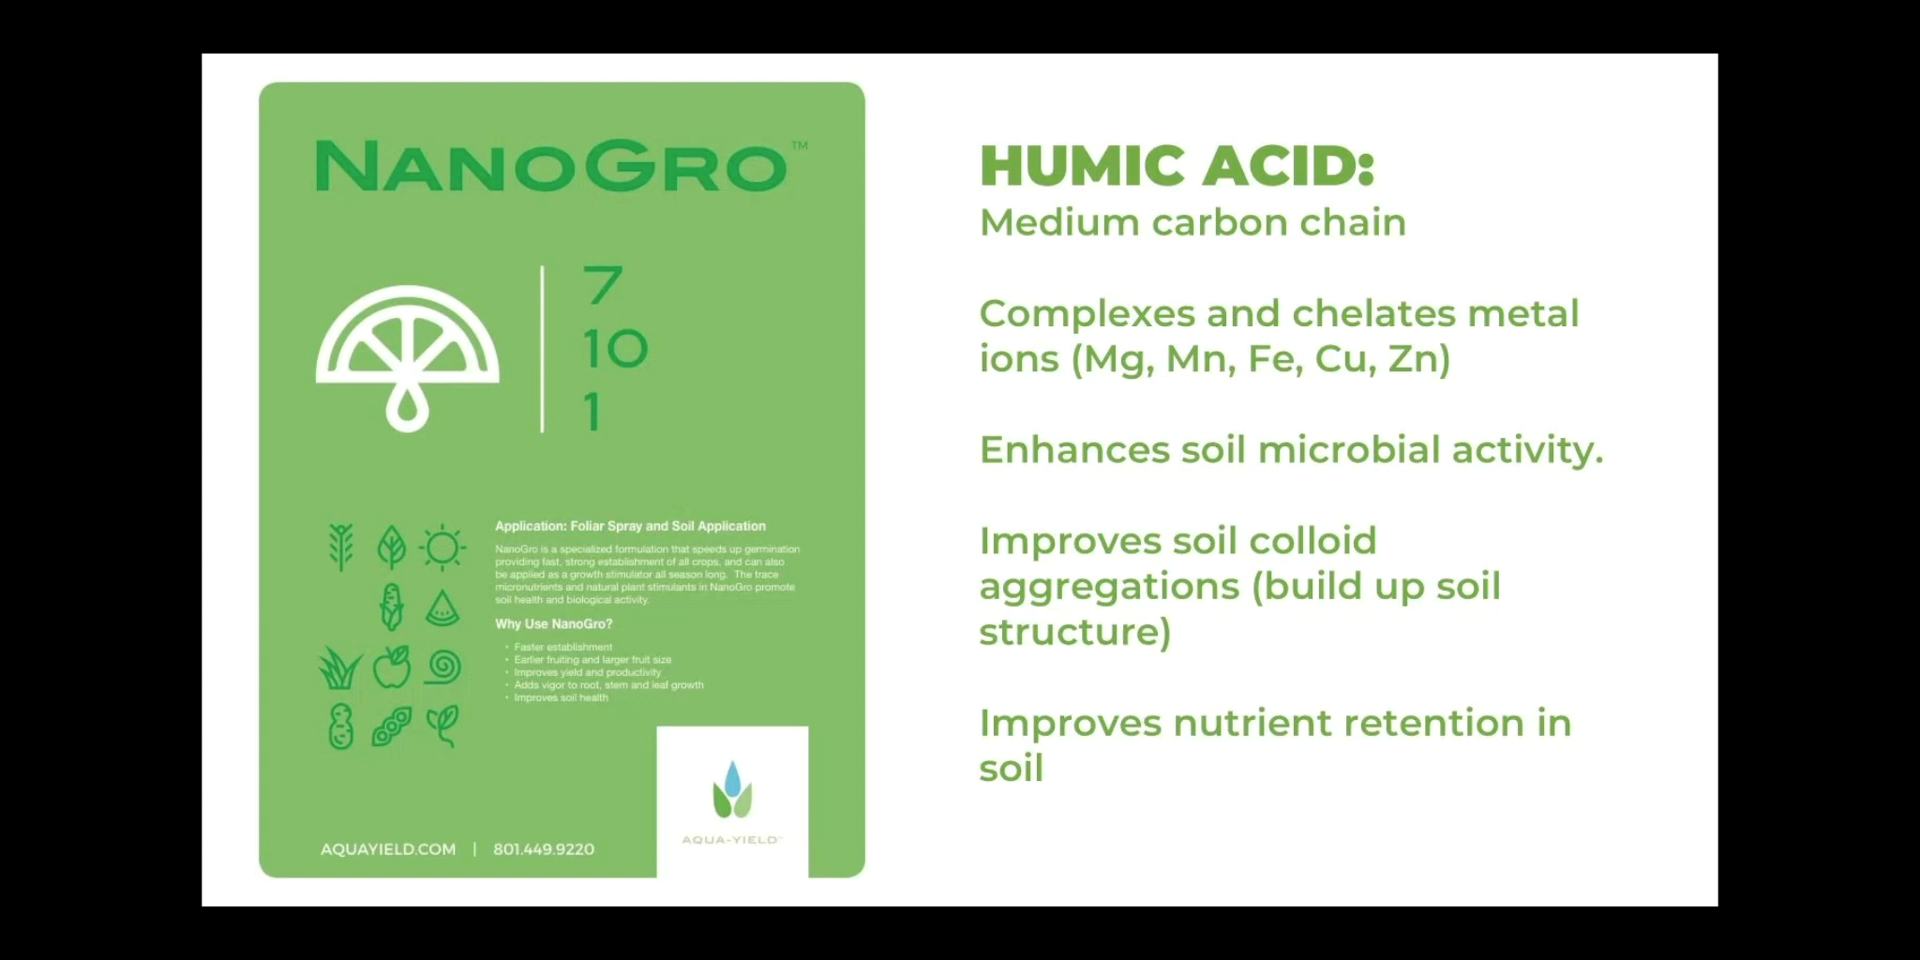 NANOGRO™
7
10
1
Application: Foliar Spray and Soil Application
NanoGro is a specialized formulation that speeds up germination
providing fast, strong establishment of all crops, and can also
be applied as a growth stimulator all season long. The trace
micronutrients and natural plant stimulants in NanoGro promote
soil health and biological activity.
Why Use NanoGro?
• Faster establishment
• Earlier fruiting and larger fruit size
• Improves yield and productivity
• Adds vigor to root, stem and leaf growth
• Improves soil health
AQUA-YIELD™
AQUAYIELD.COM | 801.449.9220
HUMIC ACID:
Medium carbon chain
Complexes and chelates metal
ions (Mg, Mn, Fe, Cu, Zn)
Enhances soil microbial activity.
Improves soil colloid
aggregations (build up soil
structure)
Improves nutrient retention in
soil